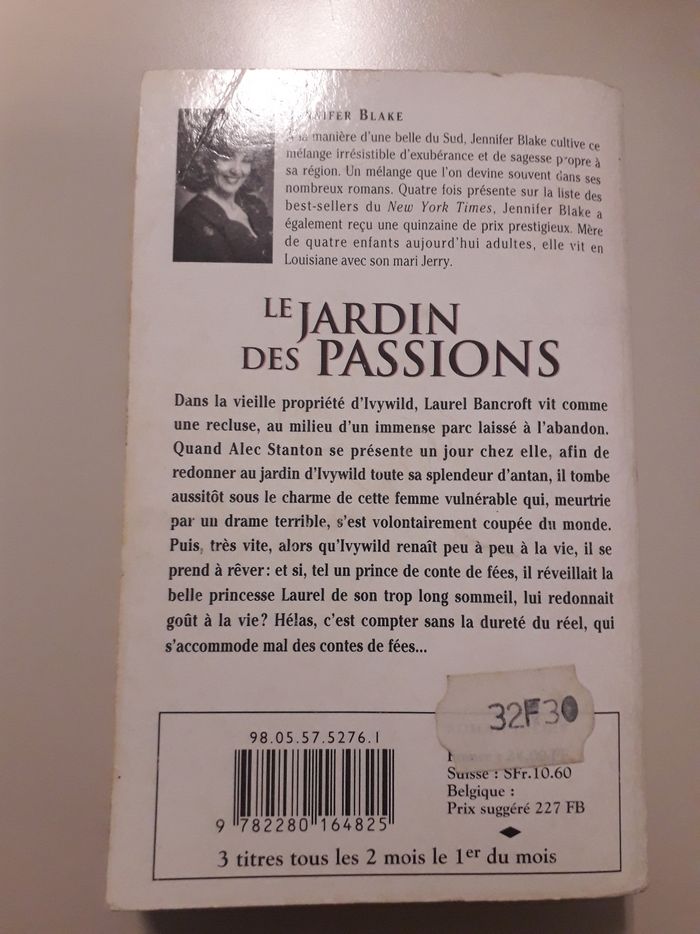 NNIFER BLAKE
la manière d'une belle du Sud, Jennifer Blake cultive ce
mélange irrésistible d'exubérance et de sagesse propre à
sa région. Un mélange que l'on devine souvent dans ses
nombreux romans. Quatre fois présente sur la liste des
best-sellers du New York Times, Jennifer Blake a
également reçu une quinzaine de prix prestigieux. Mère
de quatre enfants aujourd'hui adultes, elle vit en
Louisiane avec son mari Jerry.
LE JARDIN
DES PASSIONS
Dans la vieille propriété d'Ivywild, Laurel Bancroft vit comme
une recluse, au milieu d'un immense parc laissé à l'abandon.
Quand Alec Stanton se présente un jour chez elle, afin de
redonner au jardin d'Ivywild toute sa splendeur d'antan, il tombe
aussitôt sous le charme de cette femme vulnérable qui, meurtrie
par un drame terrible, s'est volontairement coupée du monde.
Puis, très vite, alors qu'Ivywild renaît peu à peu à la vie, il se
prend à rêver : et si, tel un prince de conte de fées, il réveillait la
belle princesse Laurel de son trop long sommeil, lui redonnait
goût à la vie ? Hélas, c'est compter sans la dureté du réel, qui
s'accommode mal des contes de fées...
32F30
98.05.57.5276.1
9 782280 164825
Suisse : SFr.10.60
Belgique :
Prix suggéré 227 FB
3 titres tous les 2 mois le 1er du mois